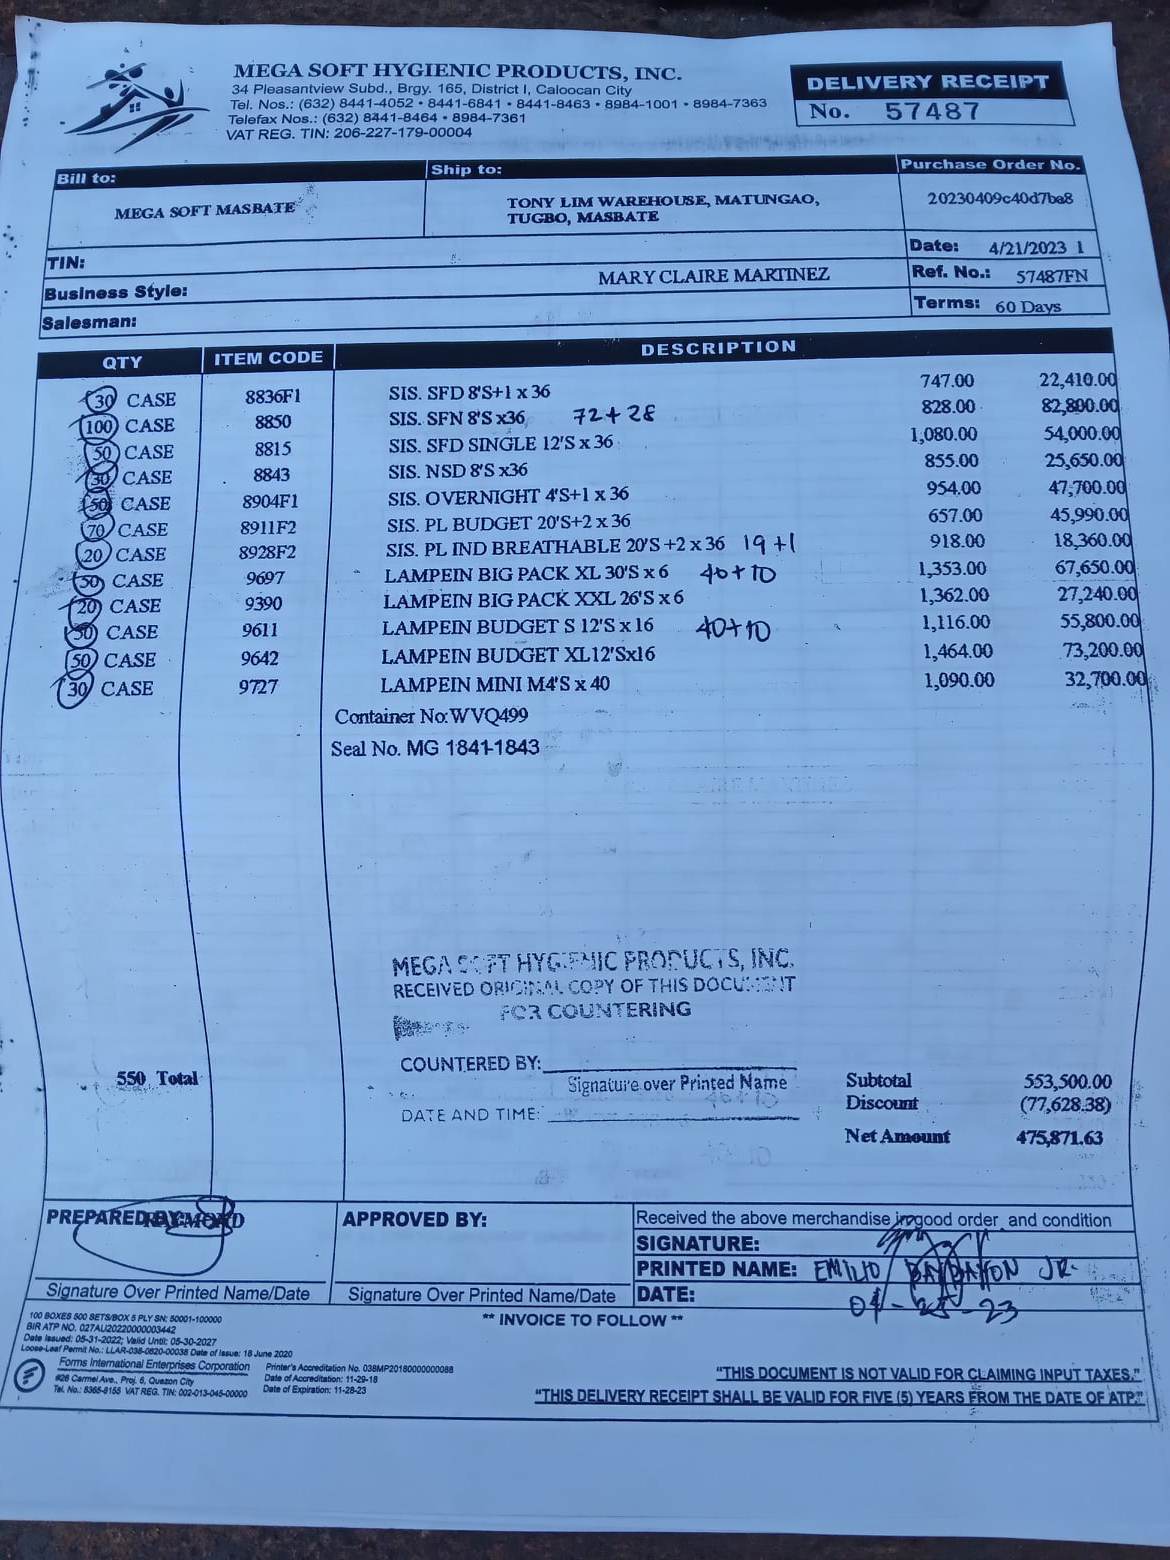 MEGA SOFT HYGIENIC PRODUCTS, INC.
34 Pleasantview Subd., Brgy. 165, District I, Caloocan City
Tel. Nos.: (632) 8441-4052 • 8441-6841 • 8441-8463 • 8984-1001 • 8984-7363
Telefax Nos.: (632) 8441-8464 • 8984-7361
VAT REG. TIN: 206-227-179-00004
DELIVERY RECEIPT
No. 57487
Bill to: Ship to: Purchase Order No.
MEGA SOFT MASBATE
TONY LIM WAREHOUSE, MATUNGAO,
TUGBO, MASBATE
20230409c40d7ba8
TIN:
Date: 4/21/2023 1
Business Style: MARY CLAIRE MARTINEZ
Ref. No.: 57487FN
Salesman:
Terms: 60 Days
QTY ITEM CODE DESCRIPTION
30 CASE 8836F1 SIS. SFD 8'S+1 x 36 747.00 22,410.00
100 CASE 8850 SIS. SFN 8'S x36 72+28 828.00 82,800.00
50 CASE 8815 SIS. SFD SINGLE 12'S x 36 1,080.00 54,000.00
30 CASE 8843 SIS. NSD 8'S x36 855.00 25,650.00
50 CASE 8904F1 SIS. OVERNIGHT 4'S+1 x 36 954.00 47,700.00
70 CASE 8911F2 SIS. PL BUDGET 20'S+2 x 36 657.00 45,990.00
20 CASE 8928F2 SIS. PL IND BREATHABLE 20'S +2 x 36 19+1 918.00 18,360.00
50 CASE 9697 LAMPEIN BIG PACK XL 30'S x 6 40+10 1,353.00 67,650.00
20 CASE 9390 LAMPEIN BIG PACK XXL 26'S x 6 1,362.00 27,240.00
50 CASE 9611 LAMPEIN BUDGET S 12'S x 16 40+10 1,116.00 55,800.00
50 CASE 9642 LAMPEIN BUDGET XL12'Sx16 1,464.00 73,200.00
30 CASE 9727 LAMPEIN MINI M4'S x 40 1,090.00 32,700.00
Container No:WVQ499
Seal No. MG 1841-1843
MEGA SOFT HYGIENIC PRODUCTS, INC.
RECEIVED ORIGINAL COPY OF THIS DOCUMENT
FOR COUNTERING
COUNTERED BY:
Signature over Printed Name
DATE AND TIME:
550 Total
Subtotal 553,500.00
Discount (77,628.38)
Net Amount 475,871.63
PREPARED BY: RAYMOND
Signature Over Printed Name/Date
APPROVED BY:
Signature Over Printed Name/Date
Received the above merchandise in good order and condition
SIGNATURE:
PRINTED NAME: EMILIO BAYBAYON JR.
DATE: 04-25-23
** INVOICE TO FOLLOW **
100 BOXES 500 SETS/BOX 5 PLY SN: 50001-100000
BIR ATP NO. 027AU20220000003442
Date Issued: 05-31-2022; Valid Until: 05-30-2027
Loose-Leaf Permit No.: LLAR-038-0820-00038 Date of Issue: 18 June 2020
Forms International Enterprises Corporation
#26 Carmel Ave., Proj. 6, Quezon City
Tel. No.: 8365-8155 VAT REG. TIN: 002-013-045-00000
Printer's Accreditation No. 038MP20180000000088
Date of Accreditation: 11-29-18
Date of Expiration: 11-28-23
"THIS DOCUMENT IS NOT VALID FOR CLAIMING INPUT TAXES."
"THIS DELIVERY RECEIPT SHALL BE VALID FOR FIVE (5) YEARS FROM THE DATE OF ATP."